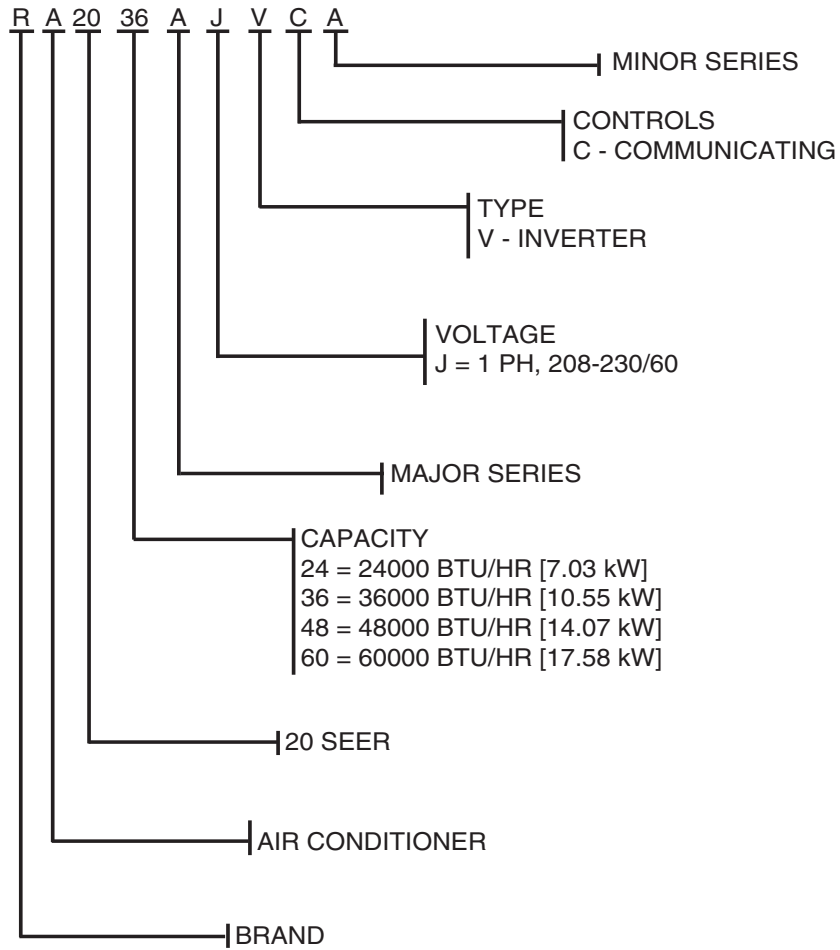 R A 20 36 A J V C A
MINOR SERIES
CONTROLS
C - COMMUNICATING
TYPE
V - INVERTER
VOLTAGE
J = 1 PH, 208-230/60
MAJOR SERIES
CAPACITY
24 = 24000 BTU/HR [7.03 kW]
36 = 36000 BTU/HR [10.55 kW]
48 = 48000 BTU/HR [14.07 kW]
60 = 60000 BTU/HR [17.58 kW]
20 SEER
AIR CONDITIONER
BRAND